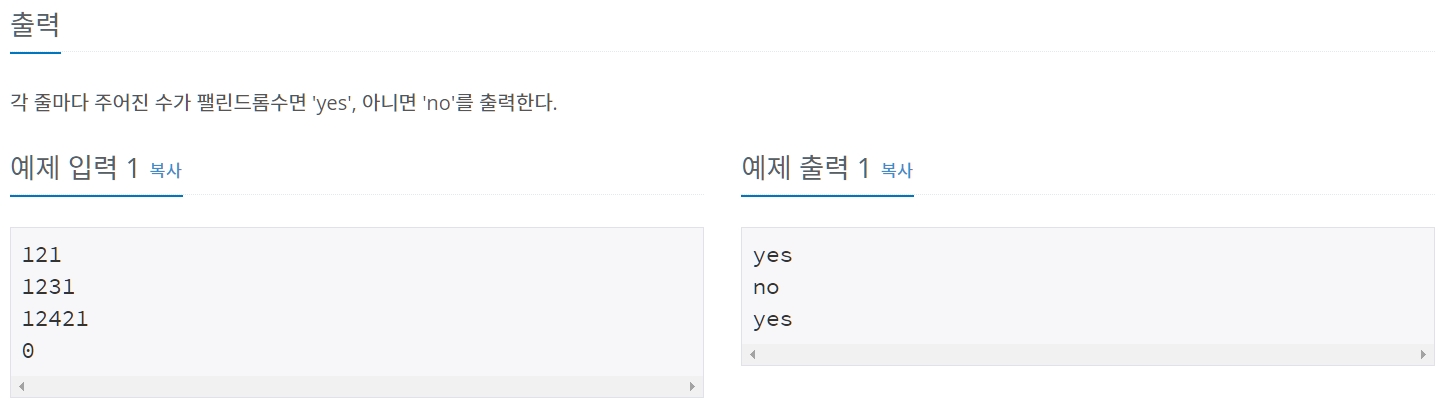 출력
각 줄마다 주어진 수가 팰린드롬수면 'yes', 아니면 'no'를 출력한다.
예제 입력 1 복사
121
1231
12421
0
예제 출력 1 복사
yes
no
yes